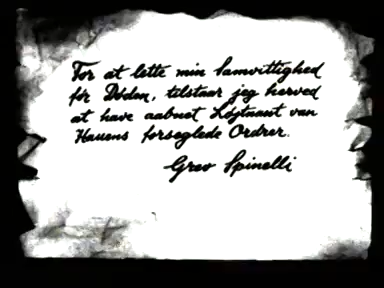 For at lette min Samvittighed
før Døden, tilstaar jeg herved
at have aabnet Løjtnant van
Hauens forseglede Ordrer.
Grev Spinelli